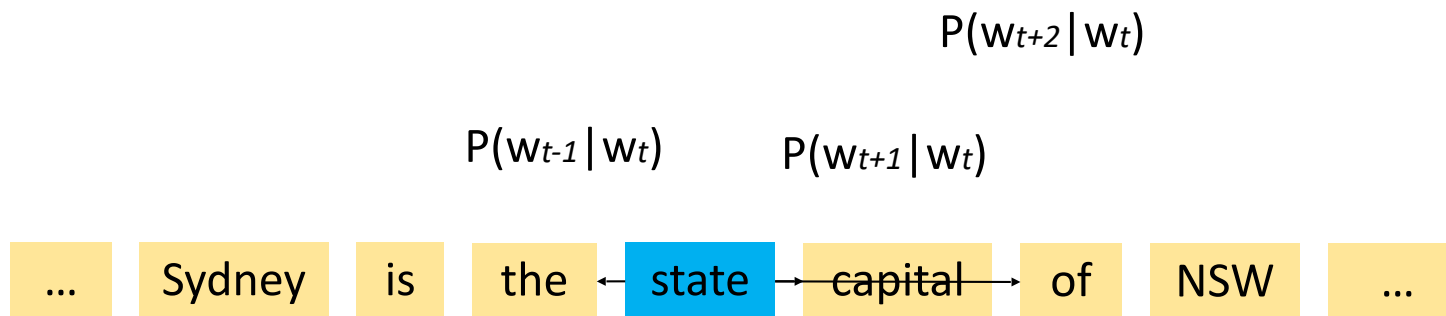 P(wt+2|wt)
P(wt-1|wt) P(wt+1|wt)
... Sydney is the state capital of NSW ...